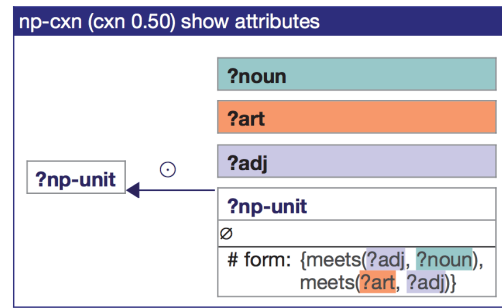 np-cxn (cxn 0.50) show attributes
?noun
?art
?adj
?np-unit
?np-unit
∅
# form: {meets(?adj, ?noun),
meets(?art, ?adj)}